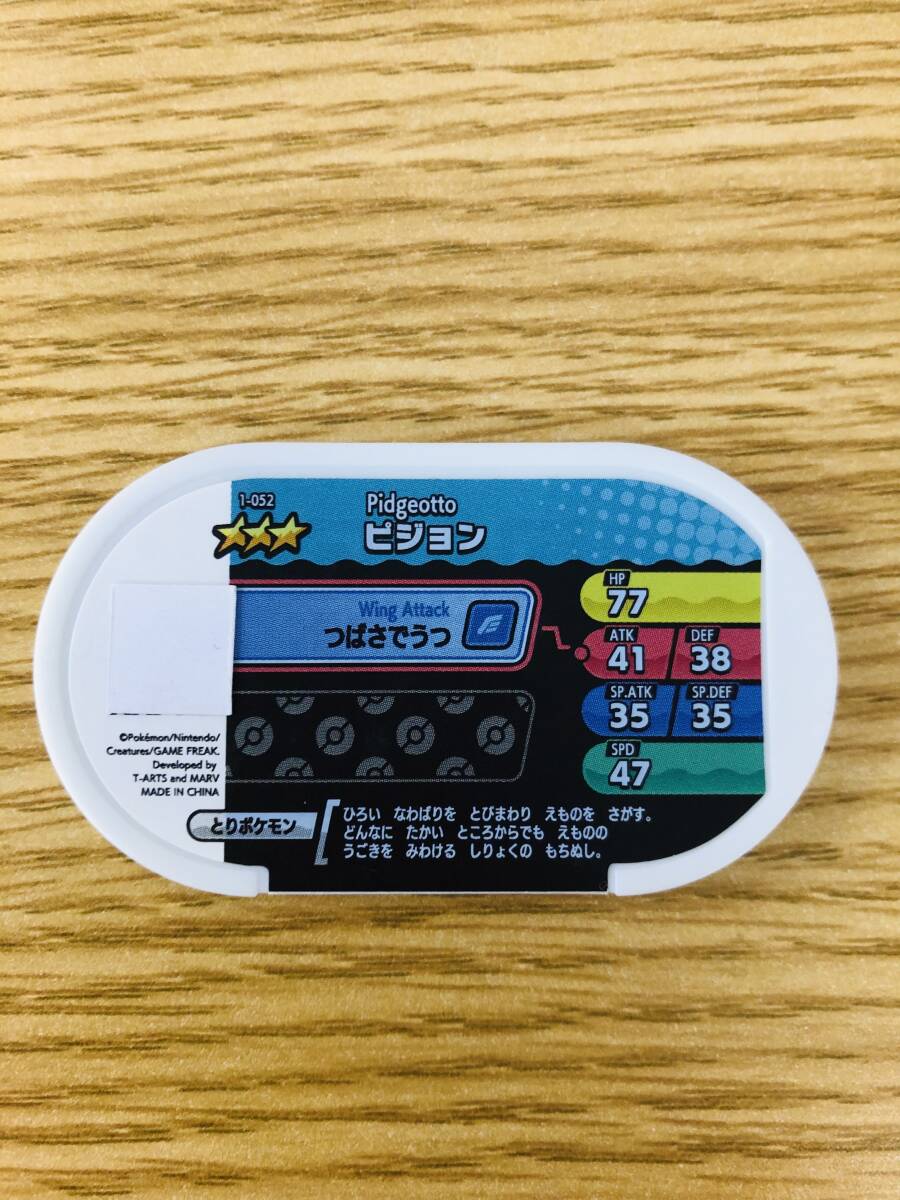 1-052
Pidgeotto
ピジョン
Wing Attack
つばさでうつ
HP
77
ATK
41
DEF
38
SP.ATK
35
SP.DEF
35
SPD
47
©Pokémon/Nintendo/
Creatures/GAME FREAK.
Developed by
T-ARTS and MARV
MADE IN CHINA
とりポケモン
ひろい なわばりを とびまわり えものを さがす。
どんなに たかい ところからでも えものの
うごきを みわける しりょくの もちぬし。